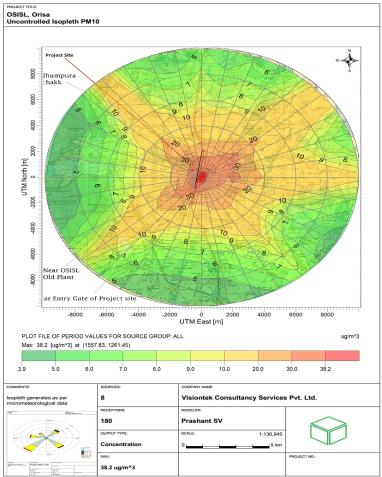 PROJECT TITLE:
OSISL, Orisa
Uncontrolled Isopleth PM10
Project Site
Jhumpura
hakk
Near OSISL
Old Plant
ar Entry Gate of Project site
UTM North [m]
8000
6000
4000
2000
0
-2000
-4000
-6000
-8000
-10000 -8000 -6000 -4000 -2000 0 2000 4000 6000 8000
UTM East [m]
PLOT FILE OF PERIOD VALUES FOR SOURCE GROUP: ALL
ug/m^3
Max: 38.2 [ug/m^3] at (1557.83, 1261.45)
3.9 5.0 6.0 7.0 8.0 9.0 10.0 20.0 30.0 38.2
COMMENTS:
Isopleth generated as per
micrometeorological data
SOURCES:
8
RECEPTORS:
180
OUTPUT TYPE:
Concentration
MAX:
38.2 ug/m^3
COMPANY NAME:
Visiontek Consultancy Services Pvt. Ltd.
MODELER:
Prashant SV
SCALE:
1:130,945
0 5 km
PROJECT NO.: